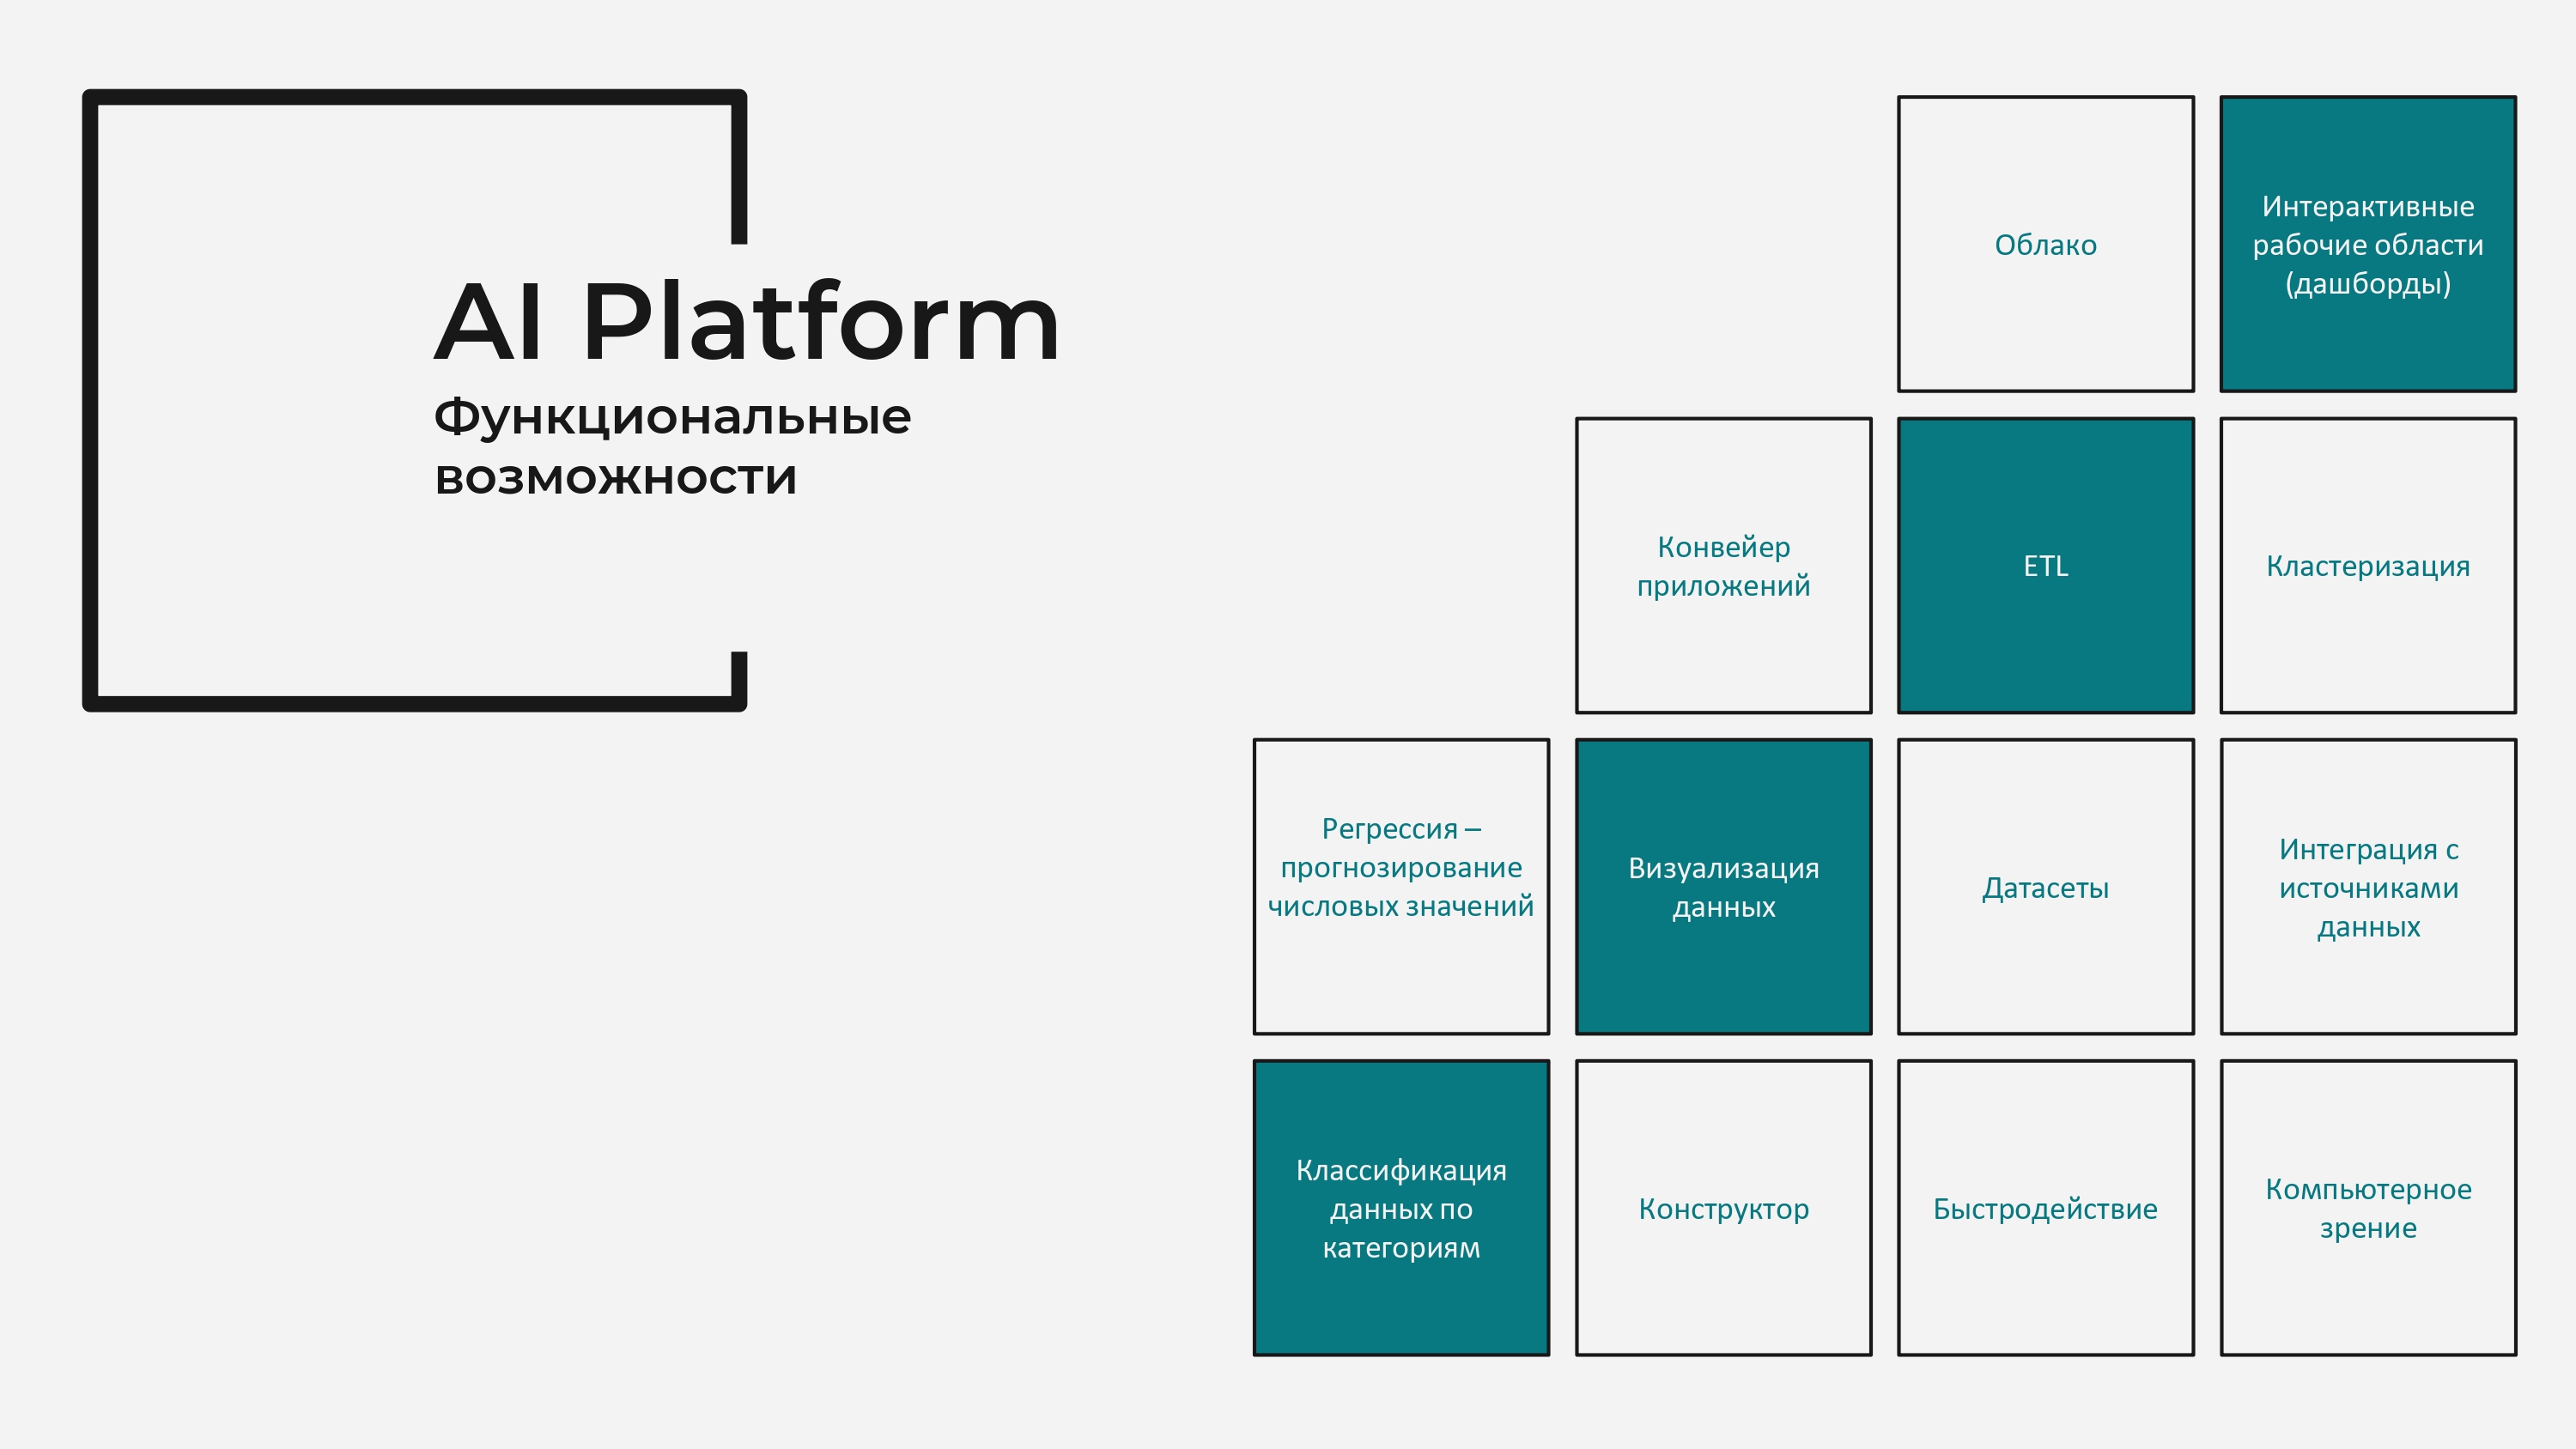 AI Platform
Функциональные
возможности
Облако
Интерактивные
рабочие области
(дашборды)
Конвейер
приложений
ETL
Кластеризация
Регрессия –
прогнозирование
числовых значений
Визуализация
данных
Датасеты
Интеграция с
источниками
данных
Классификация
данных по
категориям
Конструктор
Быстродействие
Компьютерное
зрение